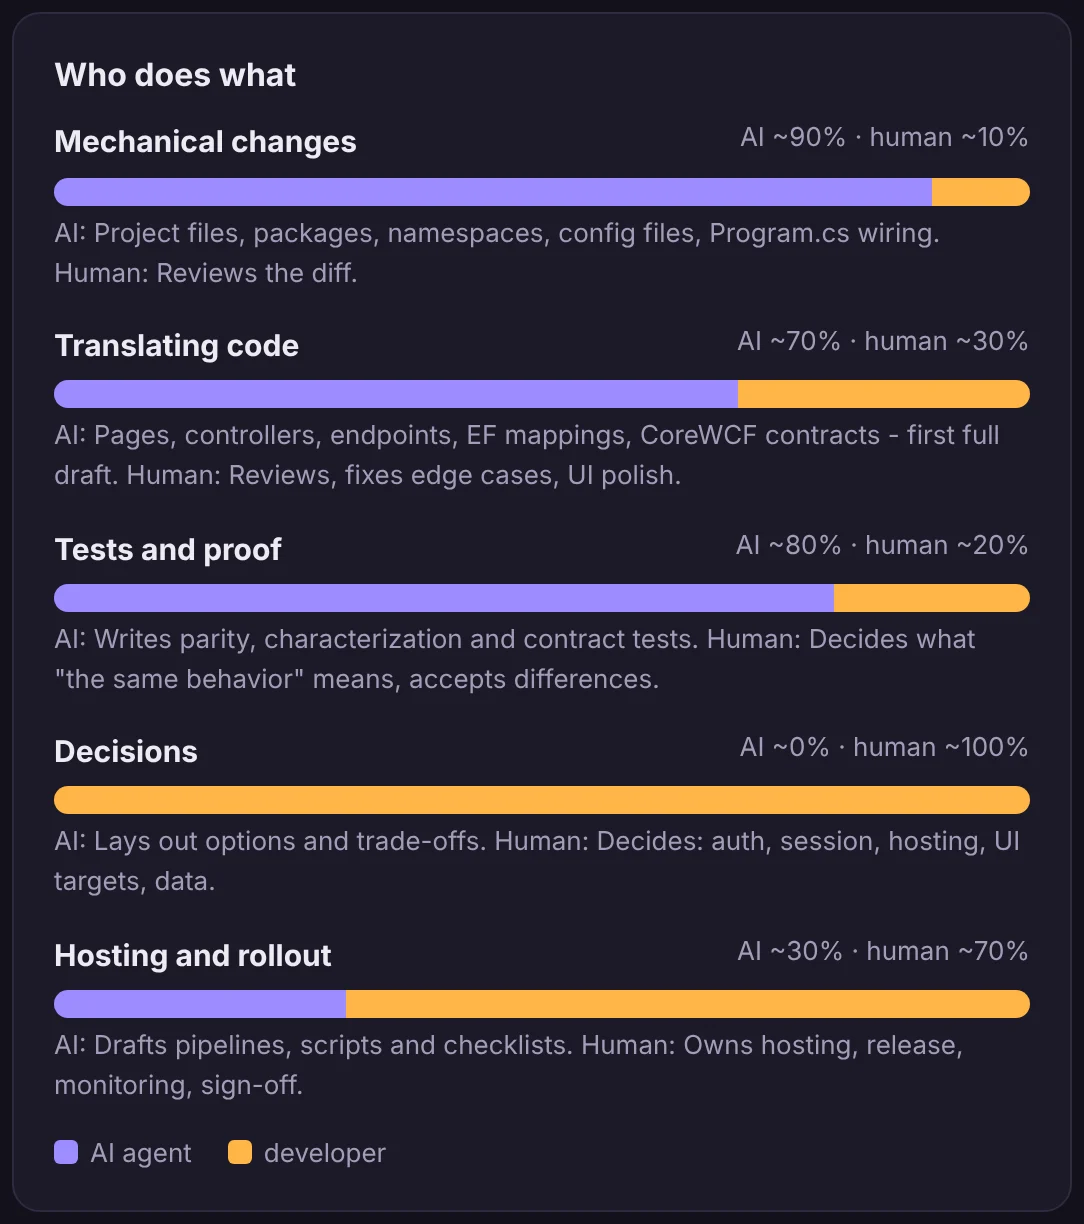 Who does what
Mechanical changes
AI ~90% · human ~10%
AI: Project files, packages, namespaces, config files, Program.cs wiring.
Human: Reviews the diff.
Translating code
AI ~70% · human ~30%
AI: Pages, controllers, endpoints, EF mappings, CoreWCF contracts - first full
draft. Human: Reviews, fixes edge cases, UI polish.
Tests and proof
AI ~80% · human ~20%
AI: Writes parity, characterization and contract tests. Human: Decides what
"the same behavior" means, accepts differences.
Decisions
AI ~0% · human ~100%
AI: Lays out options and trade-offs. Human: Decides: auth, session, hosting, UI
targets, data.
Hosting and rollout
AI ~30% · human ~70%
AI: Drafts pipelines, scripts and checklists. Human: Owns hosting, release,
monitoring, sign-off.
AI agent
developer